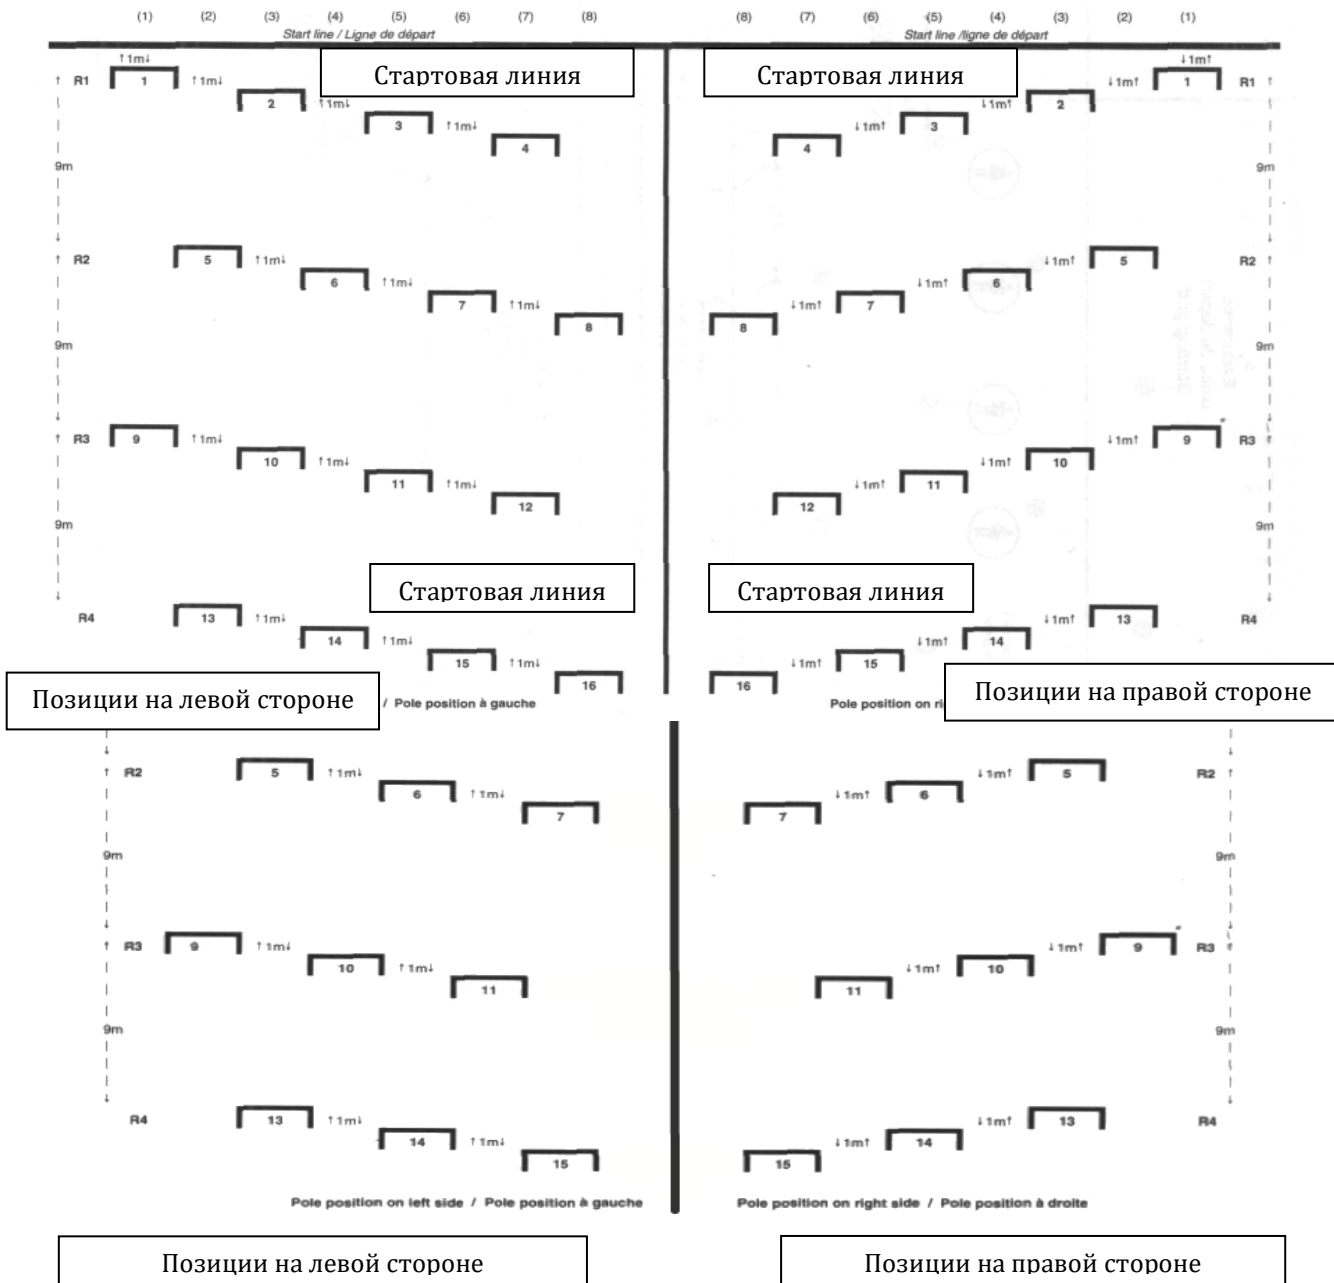 (1) (2) (3) (4) (5) (6) (7) (8)
Start line / Ligne de départ
Стартовая линия
↑1m↓
R1 1 ↑1m↓ 2 ↑1m↓ 3 ↑1m↓ 4
9m
R2 5 ↑1m↓ 6 ↑1m↓ 7 ↑1m↓ 8
9m
R3 9 ↑1m↓ 10 ↑1m↓ 11 ↑1m↓ 12
9m
Стартовая линия
R4 13 ↑1m↓ 14 ↑1m↓ 15 ↑1m↓ 16
Позиции на левой стороне
/ Pole position à gauche
(8) (7) (6) (5) (4) (3) (2) (1)
Start line /ligne de départ
Стартовая линия
↓1m↑
4 ↓1m↑ 3 ↓1m↑ 2 ↓1m↑ 1 R1
9m
8 ↓1m↑ 7 ↓1m↑ 6 ↓1m↑ 5 R2
9m
12 ↓1m↑ 11 ↓1m↑ 10 ↓1m↑ 9 R3
9m
Стартовая линия
16 ↓1m↑ 15 ↓1m↑ 14 ↓1m↑ 13 R4
Pole position on
Позиции на правой стороне
R2 5 ↑1m↓ 6 ↑1m↓ 7
9m
R3 9 ↑1m↓ 10 ↑1m↓ 11
9m
R4 13 ↑1m↓ 14 ↑1m↓ 15
Pole position on left side / Pole position à gauche
Позиции на левой стороне
7 ↓1m↑ 6 ↓1m↑ 5 R2
9m
11 ↓1m↑ 10 ↓1m↑ 9 R3
9m
15 ↓1m↑ 14 ↓1m↑ 13 R4
Pole position on right side / Pole position à droite
Позиции на правой стороне